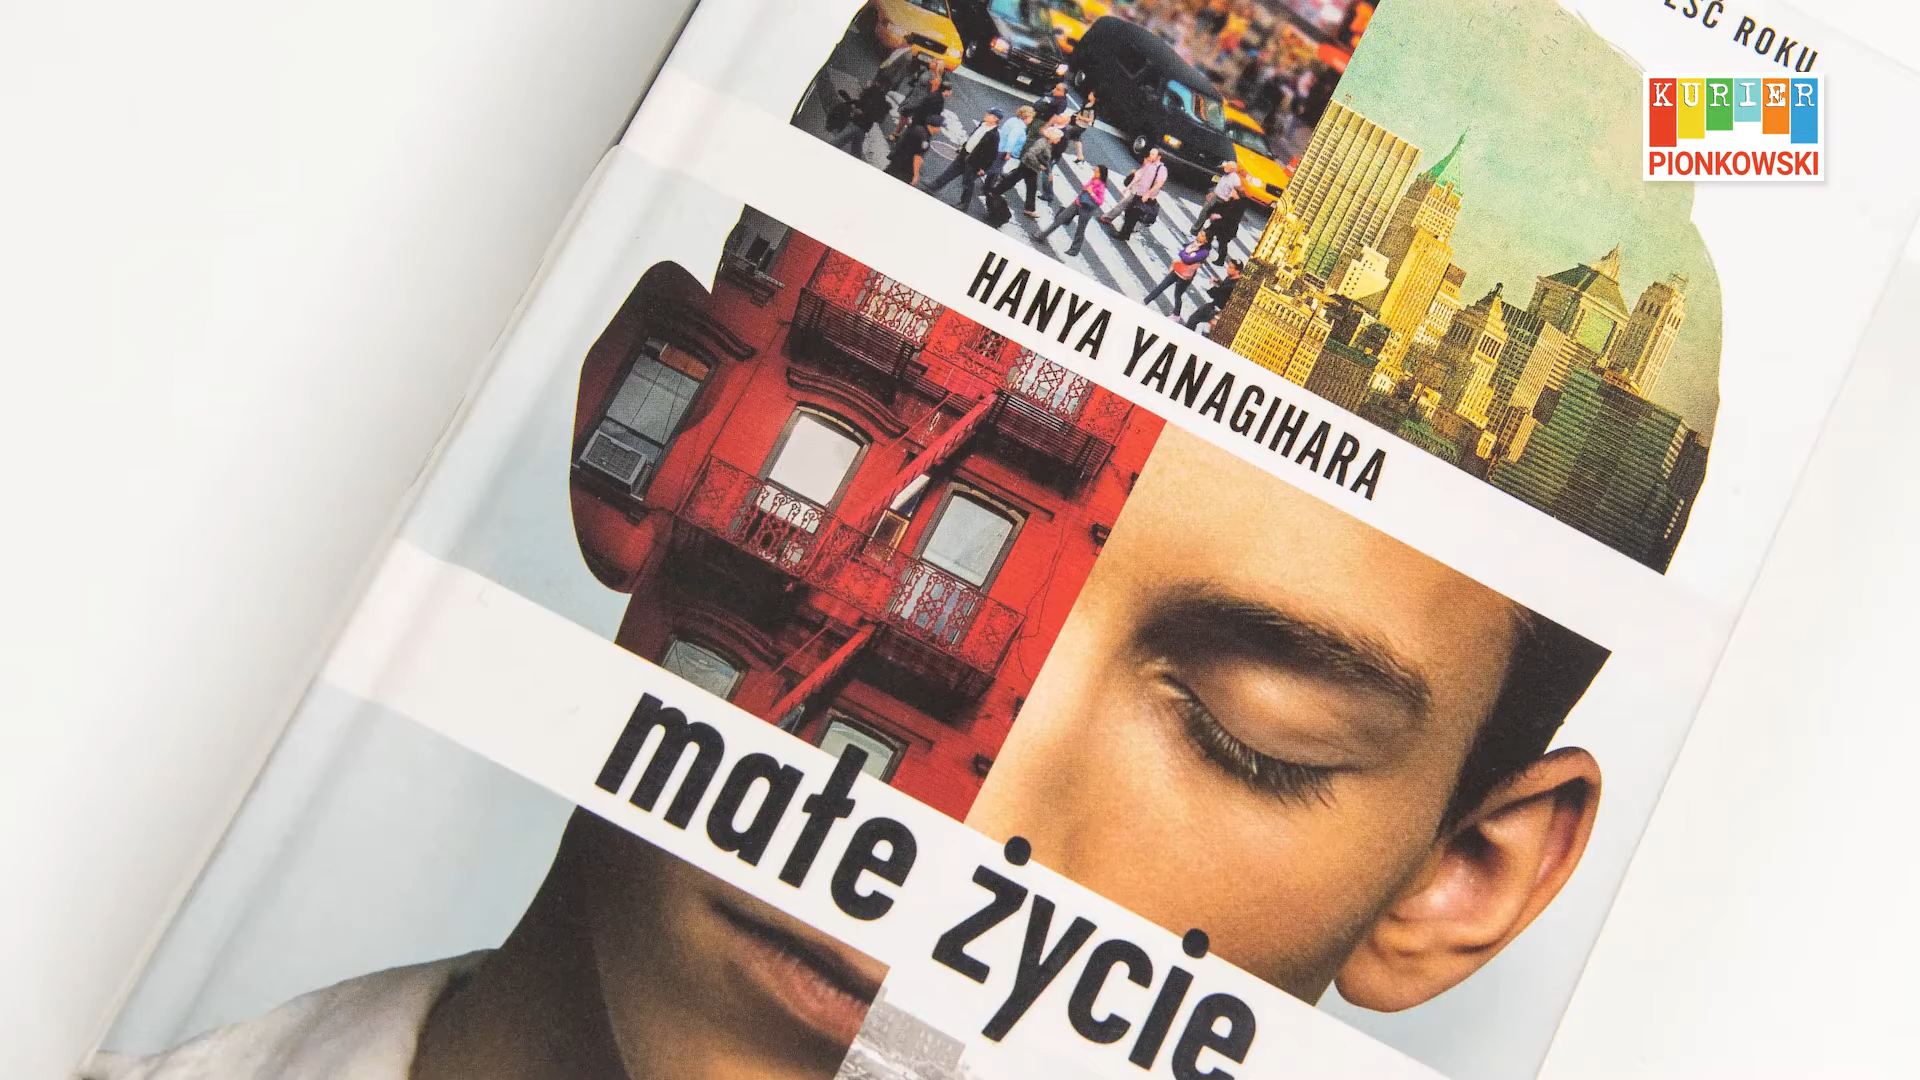 ROKU
KURIER
PIONKOWSKI
HANYA YANAGIHARA
małe życie